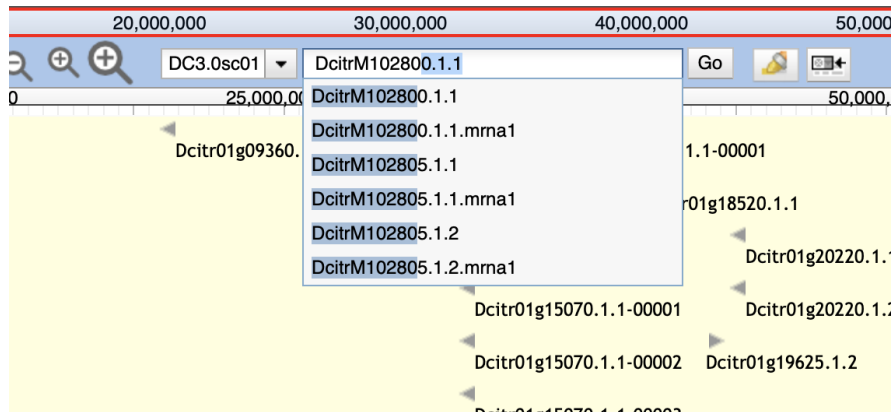 20,000,000 30,000,000 40,000,000 50,000
DC3.0sc01 DcitrM102800.1.1 Go
0 25,000,0 50,000,
DcitrM102800.1.1
DcitrM102800.1.1.mrna1
DcitrM102805.1.1
DcitrM102805.1.1.mrna1
DcitrM102805.1.2
DcitrM102805.1.2.mrna1
Dcitr01g09360. 1.1-00001
r01g18520.1.1
Dcitr01g20220.1.1
Dcitr01g15070.1.1-00001 Dcitr01g20220.1.2
Dcitr01g15070.1.1-00002 Dcitr01g19625.1.2